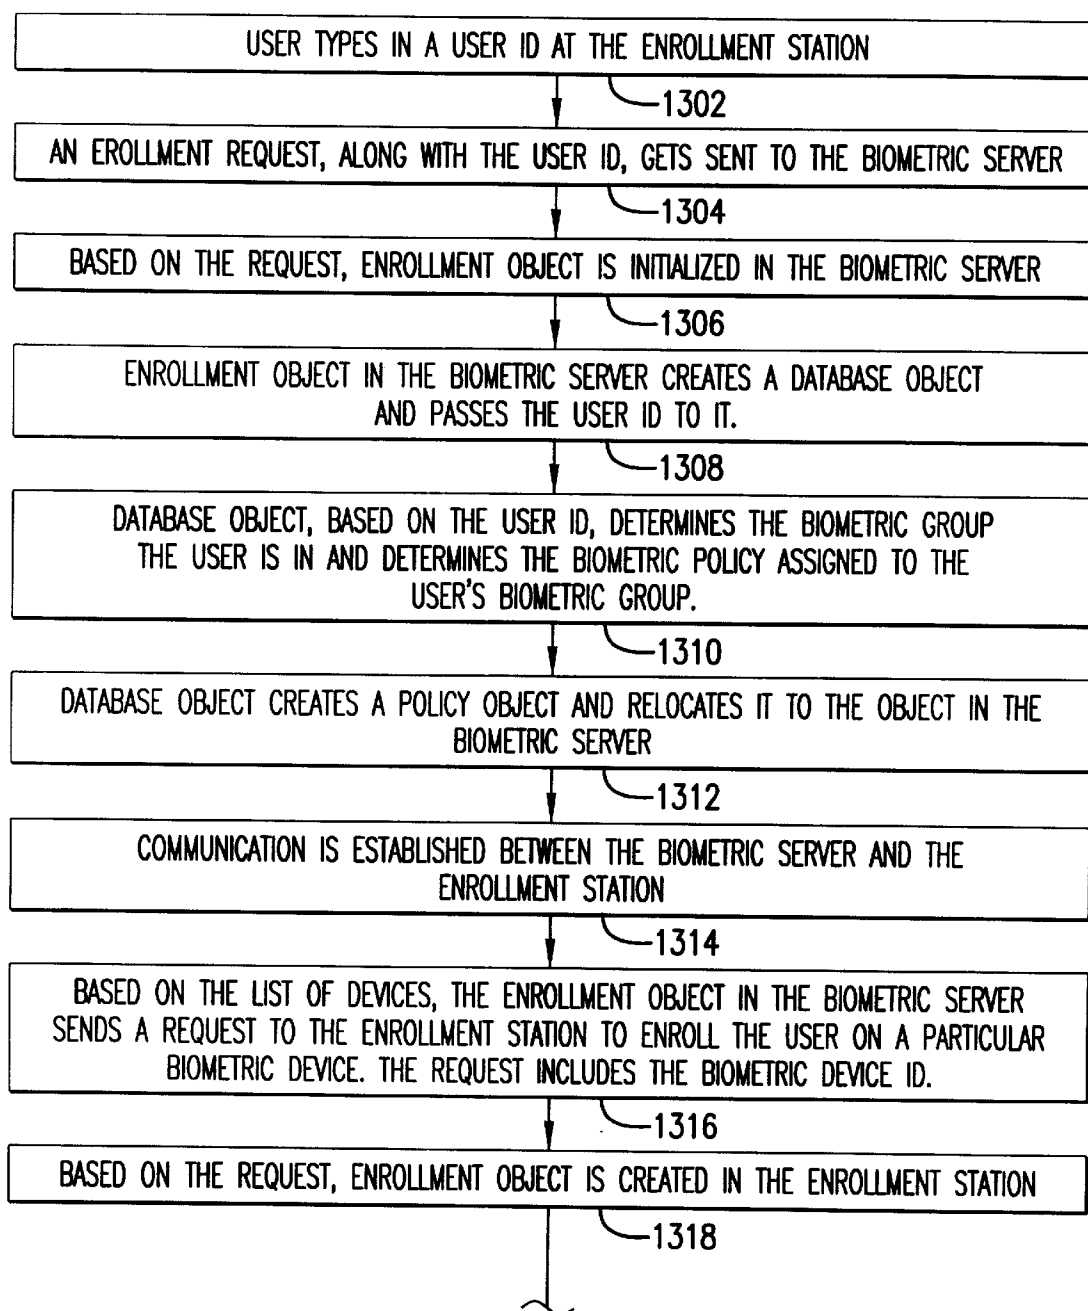 USER TYPES IN A USER ID AT THE ENROLLMENT STATION
1302
AN EROLLMENT REQUEST, ALONG WITH THE USER ID, GETS SENT TO THE BIOMETRIC SERVER
1304
BASED ON THE REQUEST, ENROLLMENT OBJECT IS INITIALIZED IN THE BIOMETRIC SERVER
1306
ENROLLMENT OBJECT IN THE BIOMETRIC SERVER CREATES A DATABASE OBJECT
AND PASSES THE USER ID TO IT.
1308
DATABASE OBJECT, BASED ON THE USER ID, DETERMINES THE BIOMETRIC GROUP
THE USER IS IN AND DETERMINES THE BIOMETRIC POLICY ASSIGNED TO THE
USER'S BIOMETRIC GROUP.
1310
DATABASE OBJECT CREATES A POLICY OBJECT AND RELOCATES IT TO THE OBJECT IN THE
BIOMETRIC SERVER
1312
COMMUNICATION IS ESTABLISHED BETWEEN THE BIOMETRIC SERVER AND THE
ENROLLMENT STATION
1314
BASED ON THE LIST OF DEVICES, THE ENROLLMENT OBJECT IN THE BIOMETRIC SERVER
SENDS A REQUEST TO THE ENROLLMENT STATION TO ENROLL THE USER ON A PARTICULAR
BIOMETRIC DEVICE. THE REQUEST INCLUDES THE BIOMETRIC DEVICE ID.
1316
BASED ON THE REQUEST, ENROLLMENT OBJECT IS CREATED IN THE ENROLLMENT STATION
1318